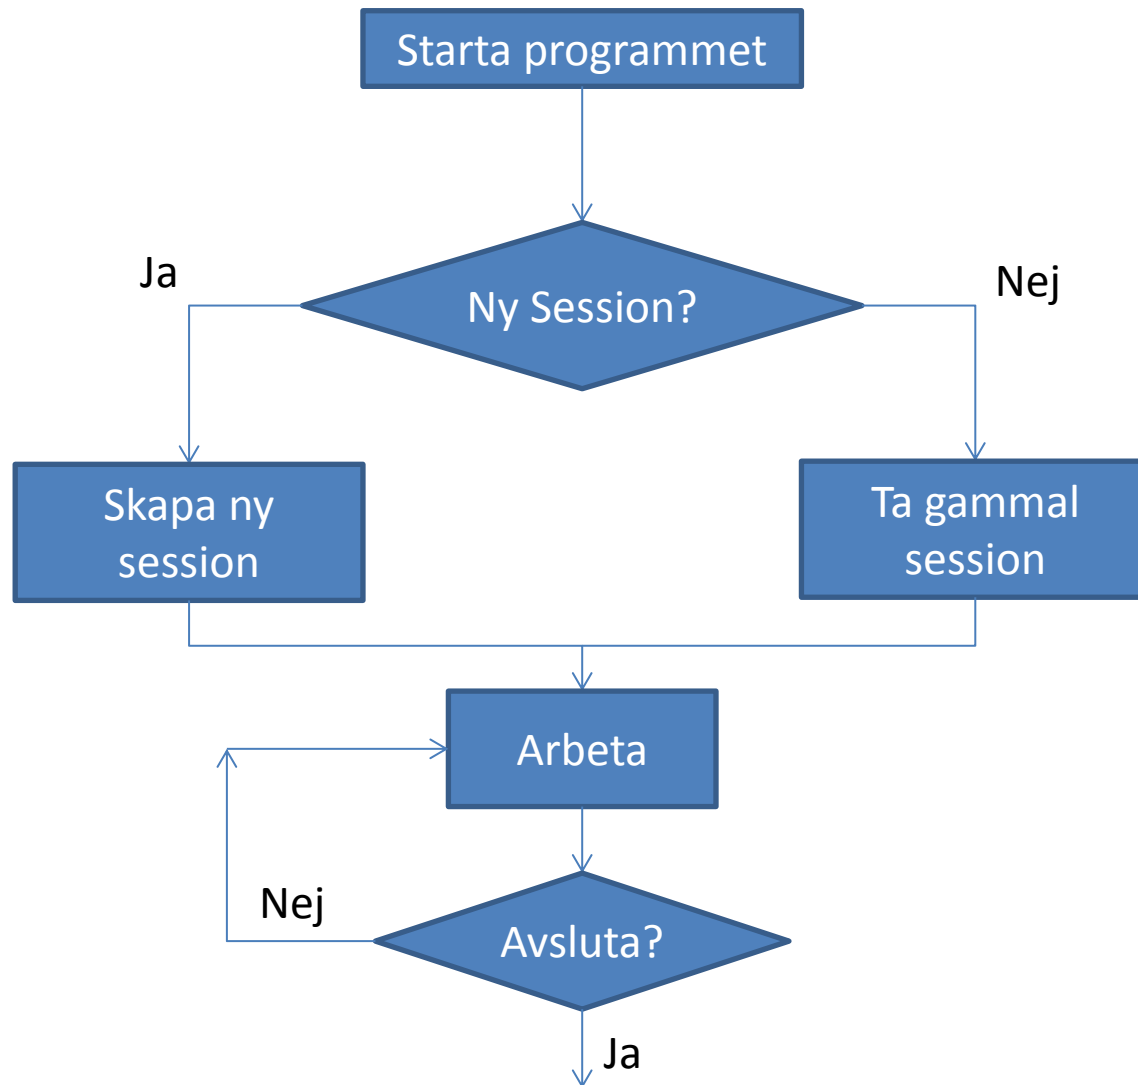 Starta programmet
Ja
Nej
Ny Session?
Skapa ny
session
Ta gammal
session
Arbeta
Nej
Avsluta?
Ja